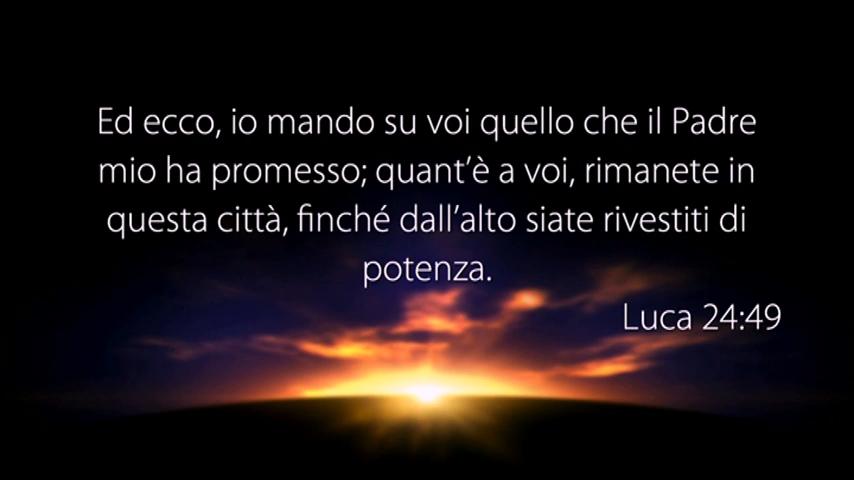 Ed ecco, io mando su voi quello che il Padre
mio ha promesso; quant’è a voi, rimanete in
questa città, finché dall’alto siate rivestiti di
potenza.
Luca 24:49